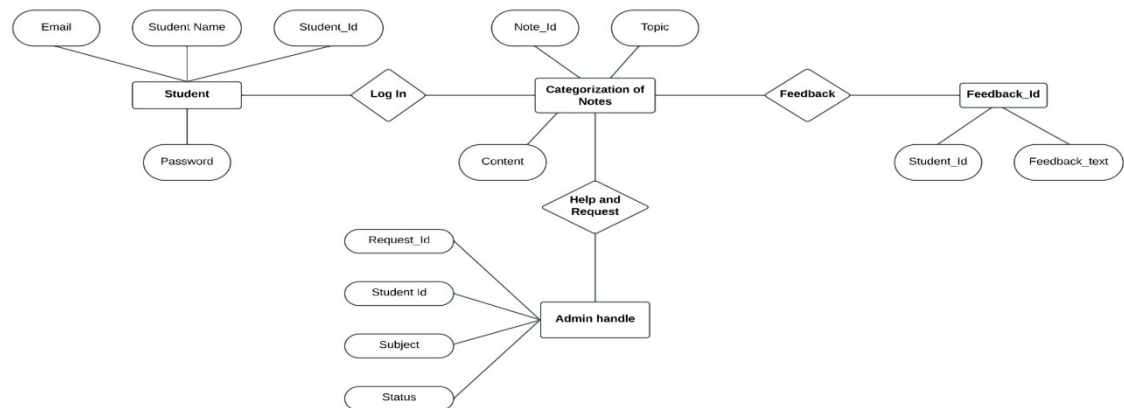 Email
Student Name
Student_Id
Note_Id
Topic
Student
Log In
Categorization of
Notes
Feedback
Feedback_Id
Password
Content
Student_Id
Feedback_text
Help and
Request
Request_Id
Student Id
Admin handle
Subject
Status